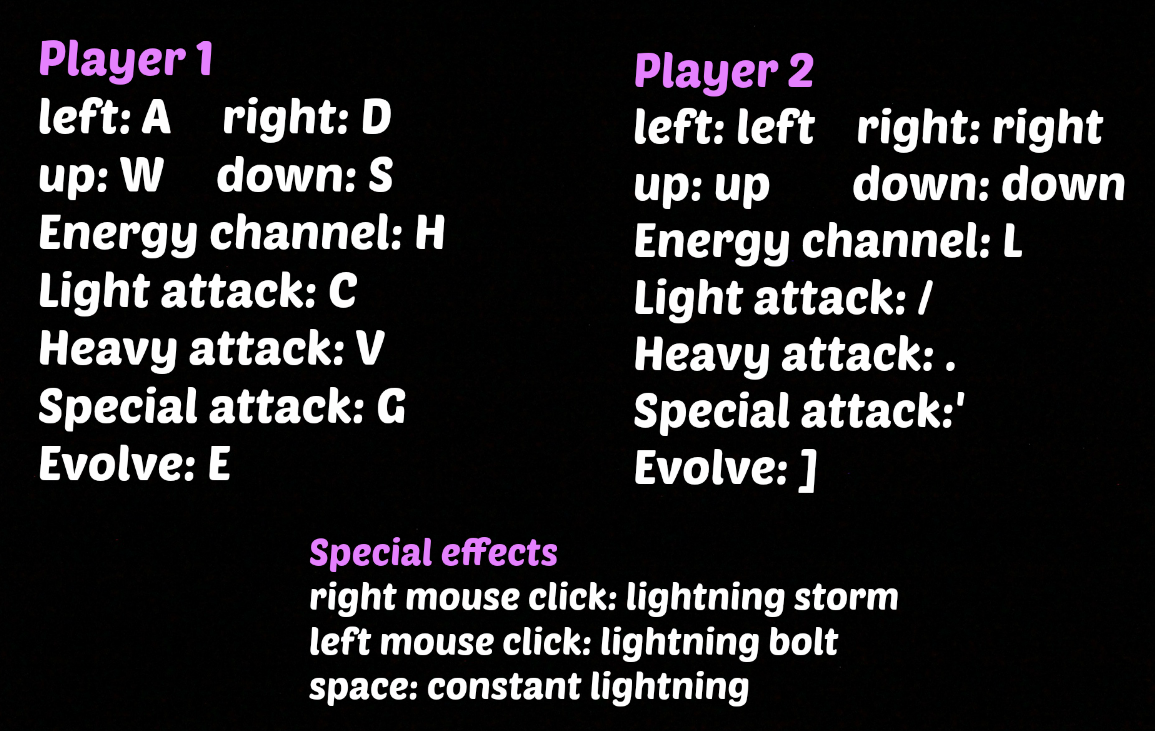 Player 1
left: A right: D
up: W down: S
Energy channel: H
Light attack: C
Heavy attack: V
Special attack: G
Evolve: E
Player 2
left: left right: right
up: up down: down
Energy channel: L
Light attack: /
Heavy attack: .
Special attack:'
Evolve: ]
Special effects
right mouse click: lightning storm
left mouse click: lightning bolt
space: constant lightning